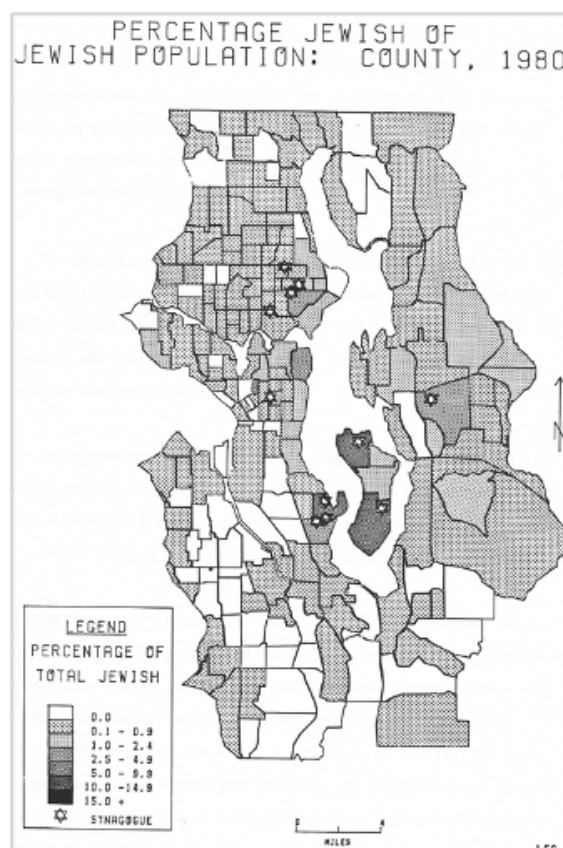 PERCENTAGE JEWISH OF
JEWISH POPULATION: COUNTY, 1980
N
LEGEND
PERCENTAGE OF
TOTAL JEWISH
0.0
0.1 - 0.9
1.0 - 2.4
2.5 - 4.9
5.0 - 9.9
10.0 -14.9
15.0 +
SYNAGOGUE
MILES